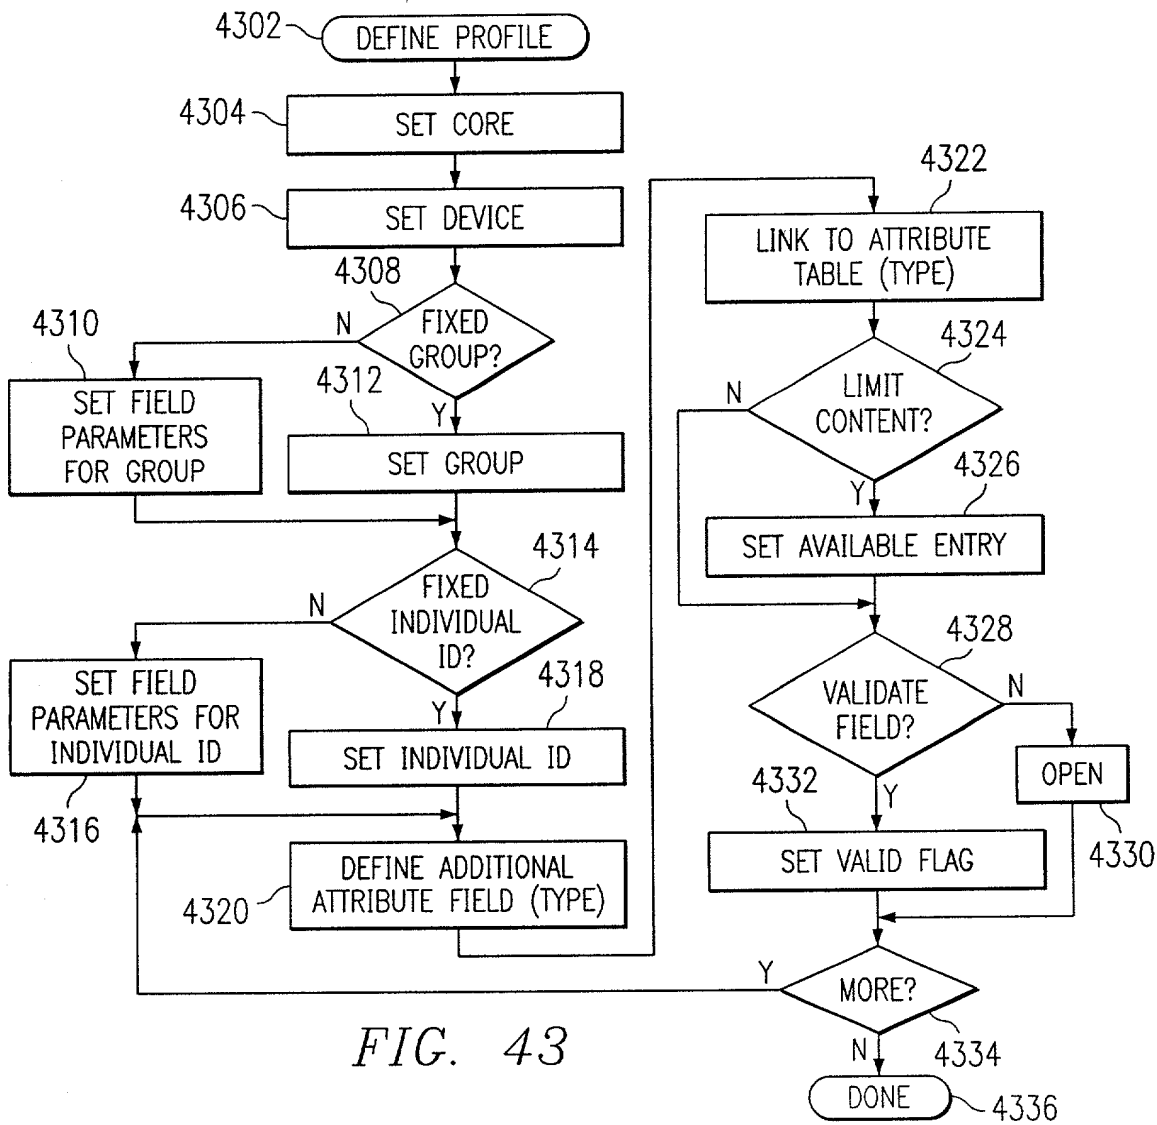 4302
DEFINE PROFILE
4304
SET CORE
4306
SET DEVICE
4308
N
FIXED
GROUP?
Y
4310
SET FIELD
PARAMETERS
FOR GROUP
4312
SET GROUP
4314
N
FIXED
INDIVIDUAL
ID?
Y
SET FIELD
PARAMETERS FOR
INDIVIDUAL ID
4316
4318
SET INDIVIDUAL ID
DEFINE ADDITIONAL
ATTRIBUTE FIELD (TYPE)
4320
4322
LINK TO ATTRIBUTE
TABLE (TYPE)
4324
N
LIMIT
CONTENT?
Y
4326
SET AVAILABLE ENTRY
4328
VALIDATE
FIELD?
N
Y
OPEN
4330
4332
SET VALID FLAG
Y
MORE?
4334
N
DONE
4336
FIG. 43